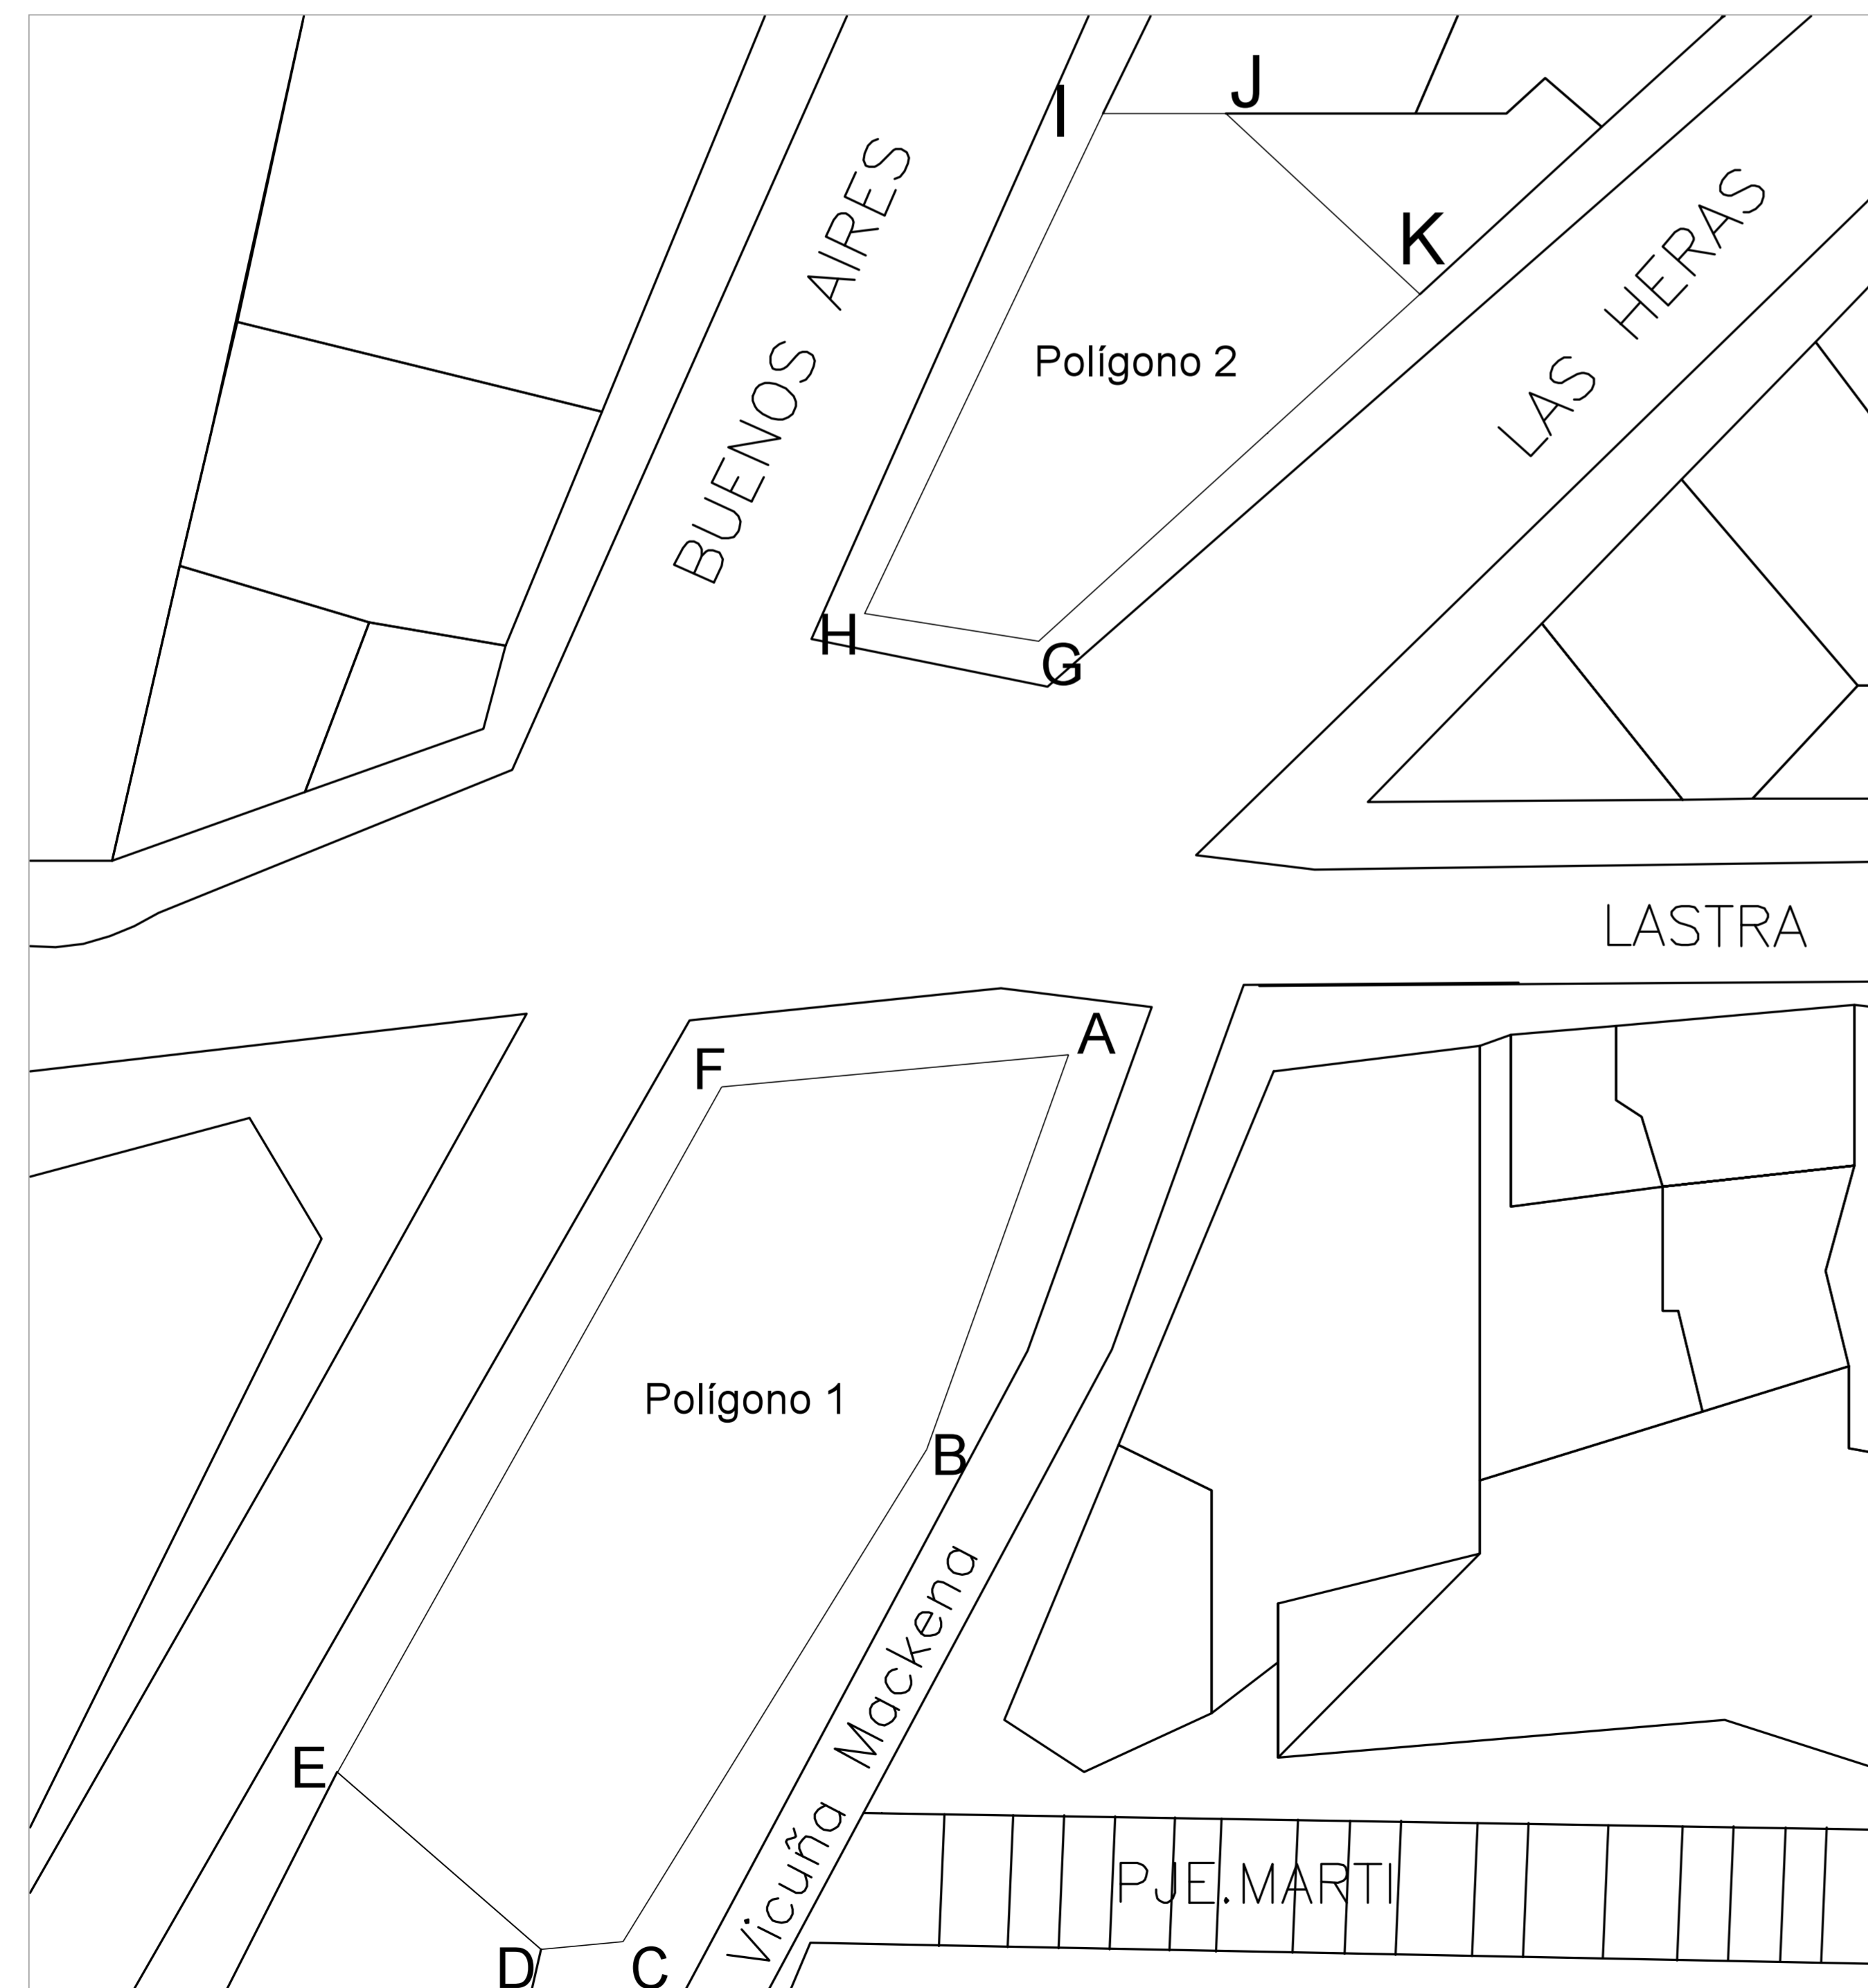 J
I
BUENOS AIRES
K
LAS HERAS
Polígono 2
H
G
LASTRA
A
F
Polígono 1
B
Vicuña Mackena
E
PJE.MARTI
D
C